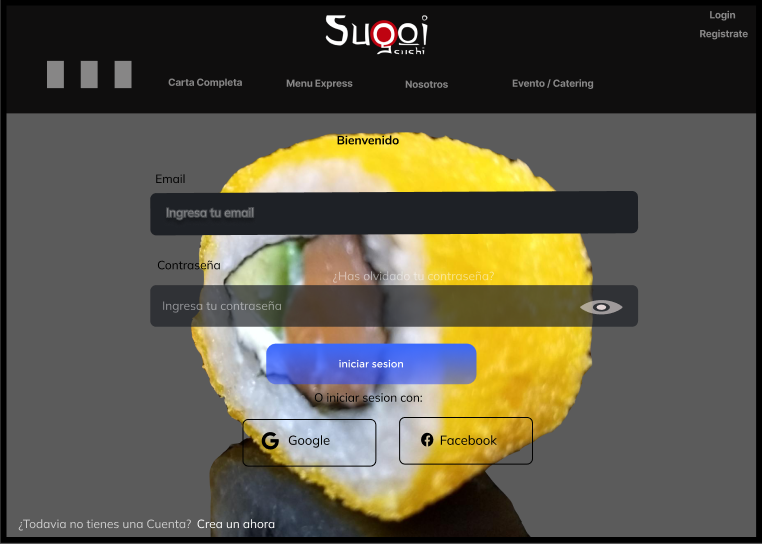 Sugoi
sushi
Login
Registrate
Carta Completa
Menu Express
Nosotros
Evento / Catering
Bienvenido
Email
Ingresa tu email
Contraseña
¿Has olvidado tu contraseña?
Ingresa tu contraseña
iniciar sesion
O iniciar sesion con:
Google
Facebook
¿Todavia no tienes una Cuenta? Crea un ahora